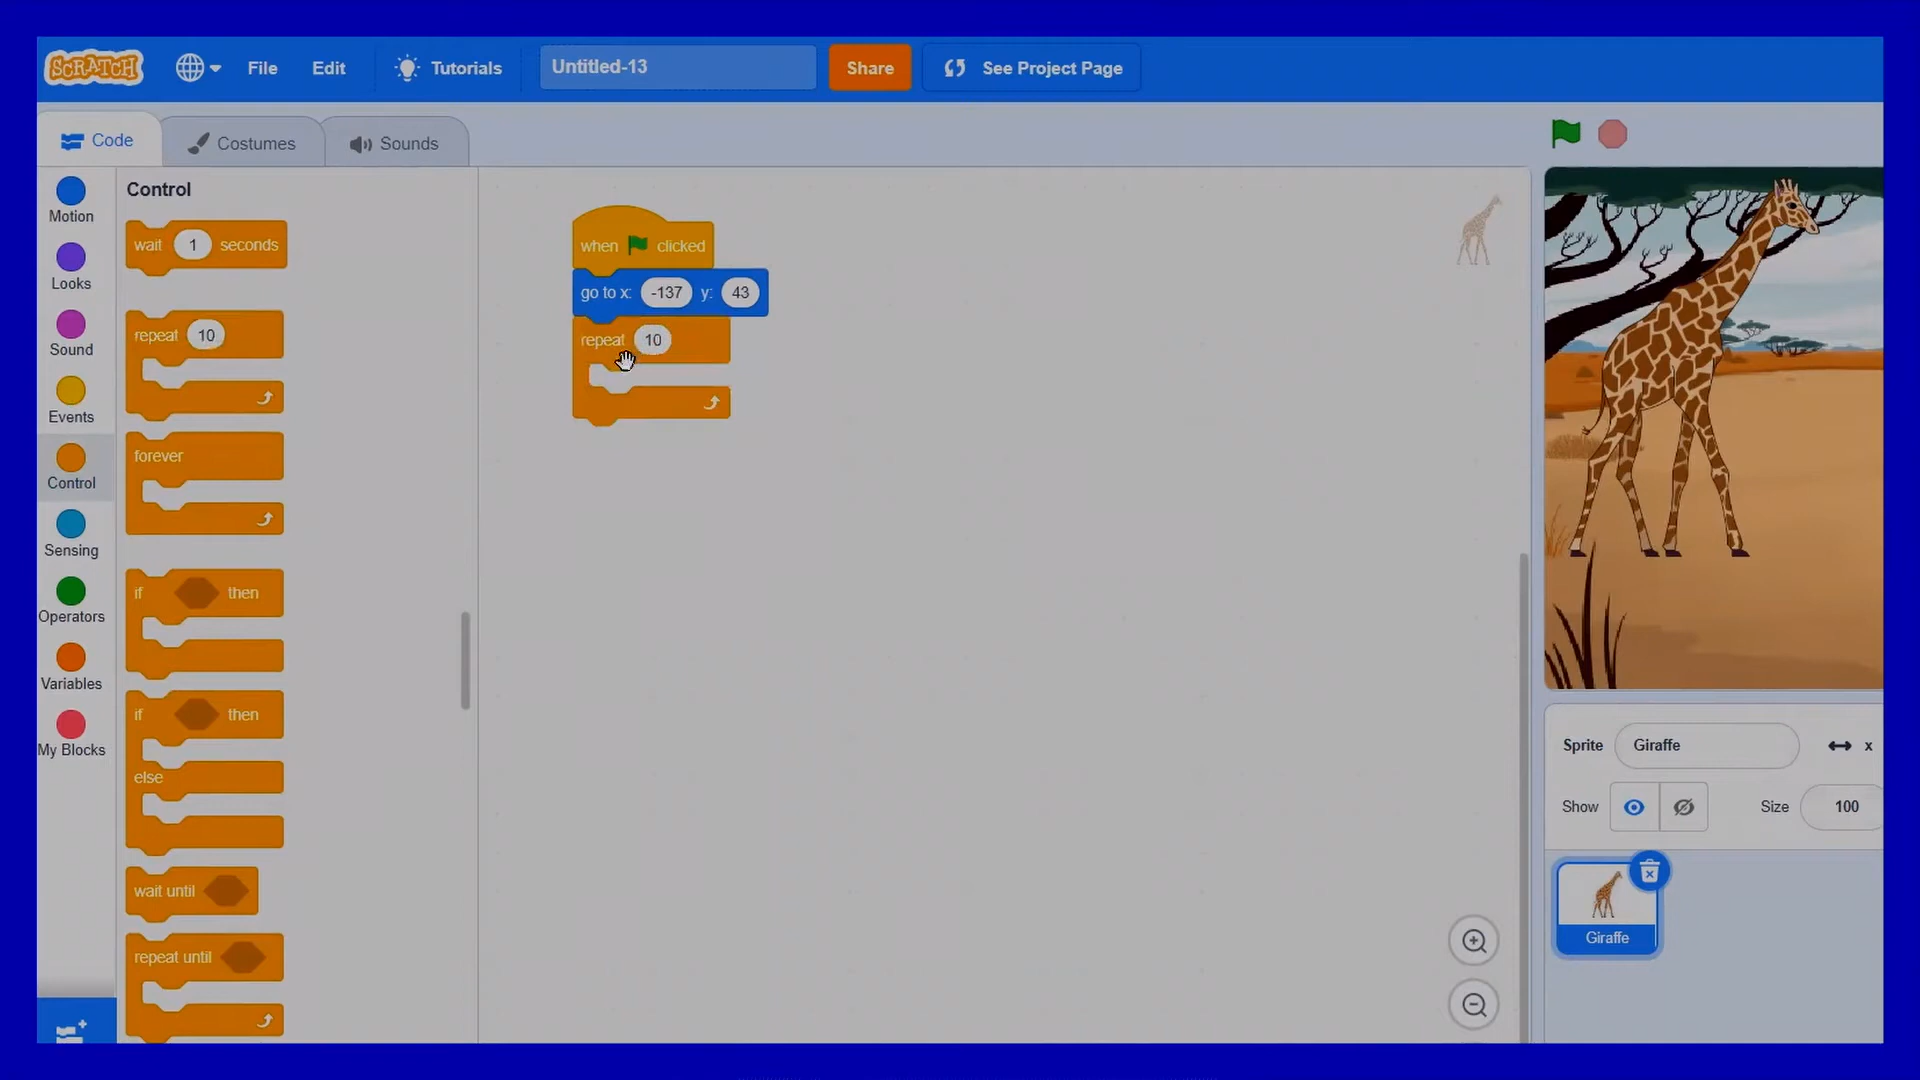 SCRATCH
File
Edit
Tutorials
Untitled-13
Share
See Project Page
Code
Costumes
Sounds
Motion
Looks
Sound
Events
Control
Sensing
Operators
Variables
My Blocks
Control
wait 1 seconds
repeat 10
forever
if then
if then
else
wait until
repeat until
when clicked
go to x: -137 y: 43
repeat 10
Sprite Giraffe x
Show Size 100
Giraffe